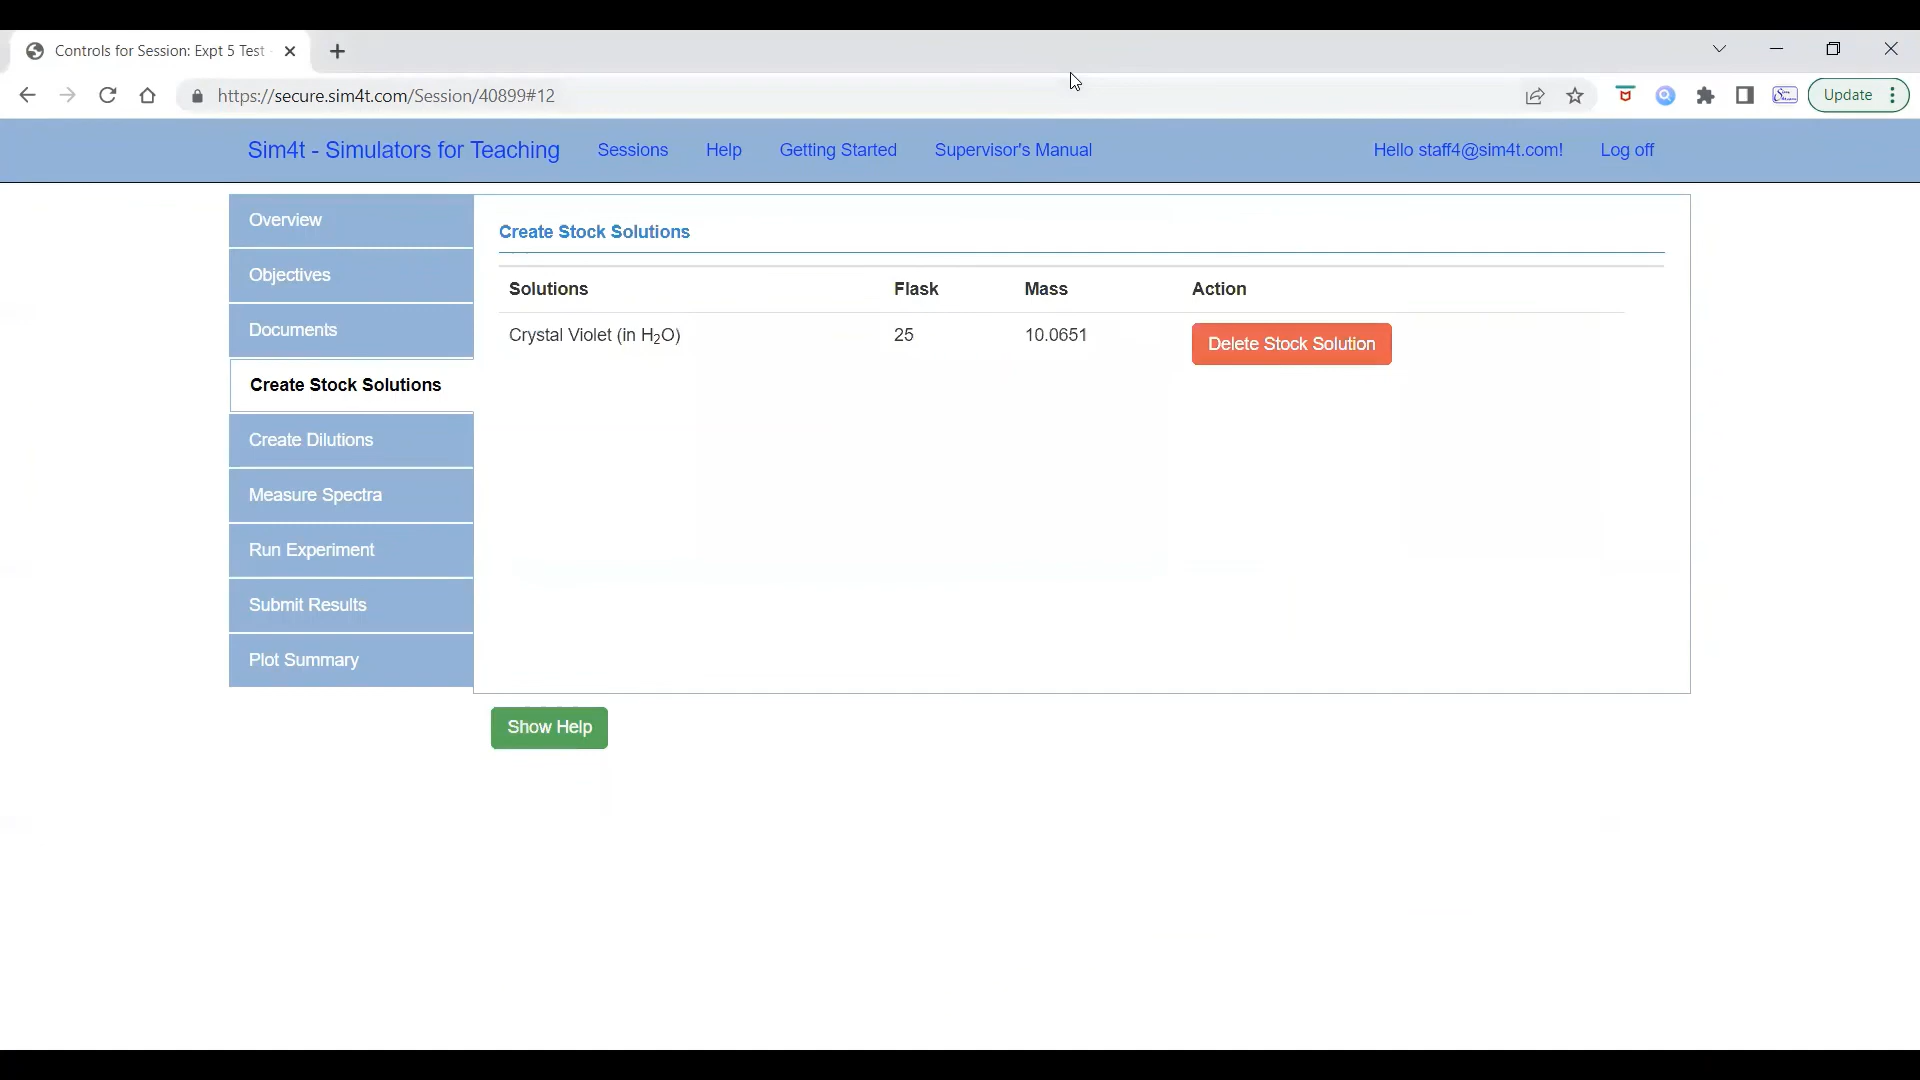 Controls for Session: Expt 5 Test
https://secure.sim4t.com/Session/40899#12
Update
Sim4t - Simulators for Teaching Sessions Help Getting Started Supervisor's Manual Hello staff4@sim4t.com! Log off
Overview
Objectives
Documents
Create Stock Solutions
Create Dilutions
Measure Spectra
Run Experiment
Submit Results
Plot Summary
Create Stock Solutions
Solutions Flask Mass Action
Crystal Violet (in H₂O) 25 10.0651 Delete Stock Solution
Show Help